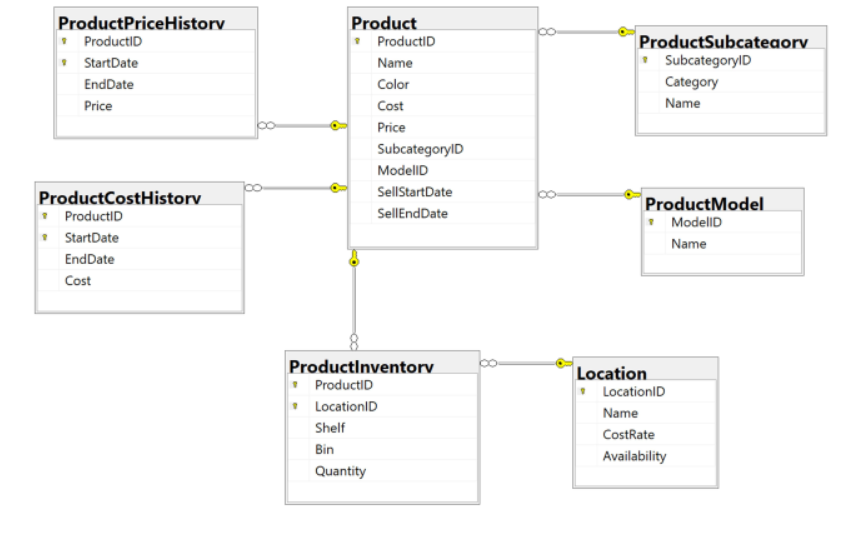 ProductPriceHistory
ProductID
StartDate
EndDate
Price
Product
ProductID
Name
Color
Cost
Price
SubcategoryID
ModelID
SellStartDate
SellEndDate
ProductSubcategory
SubcategoryID
Category
Name
ProductCostHistory
ProductID
StartDate
EndDate
Cost
ProductModel
ModelID
Name
ProductInventory
ProductID
LocationID
Shelf
Bin
Quantity
Location
LocationID
Name
CostRate
Availability